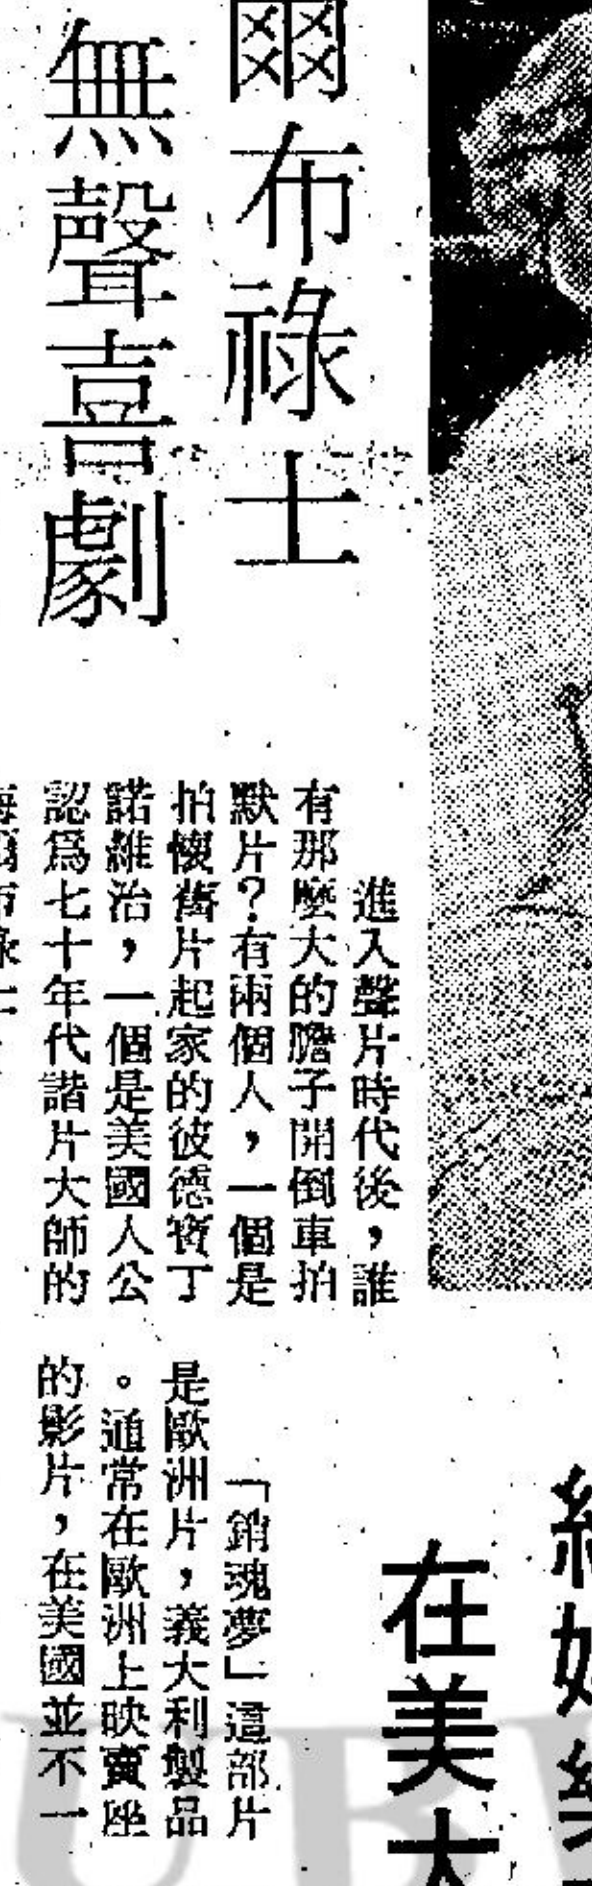 爾布祿士
無聲喜劇
進入聲片時代後，誰
有那麼大的膽子開倒車拍
默片？有兩個人，一個是
拍懷舊片起家的彼德寶丁
諾維治，一個是美國人公
認爲七十年代諧片大師的
在美
「銷魂夢」這部片
是歐洲片，義大利製品
。通常在歐洲上映賣座
的影片，在美國並不一